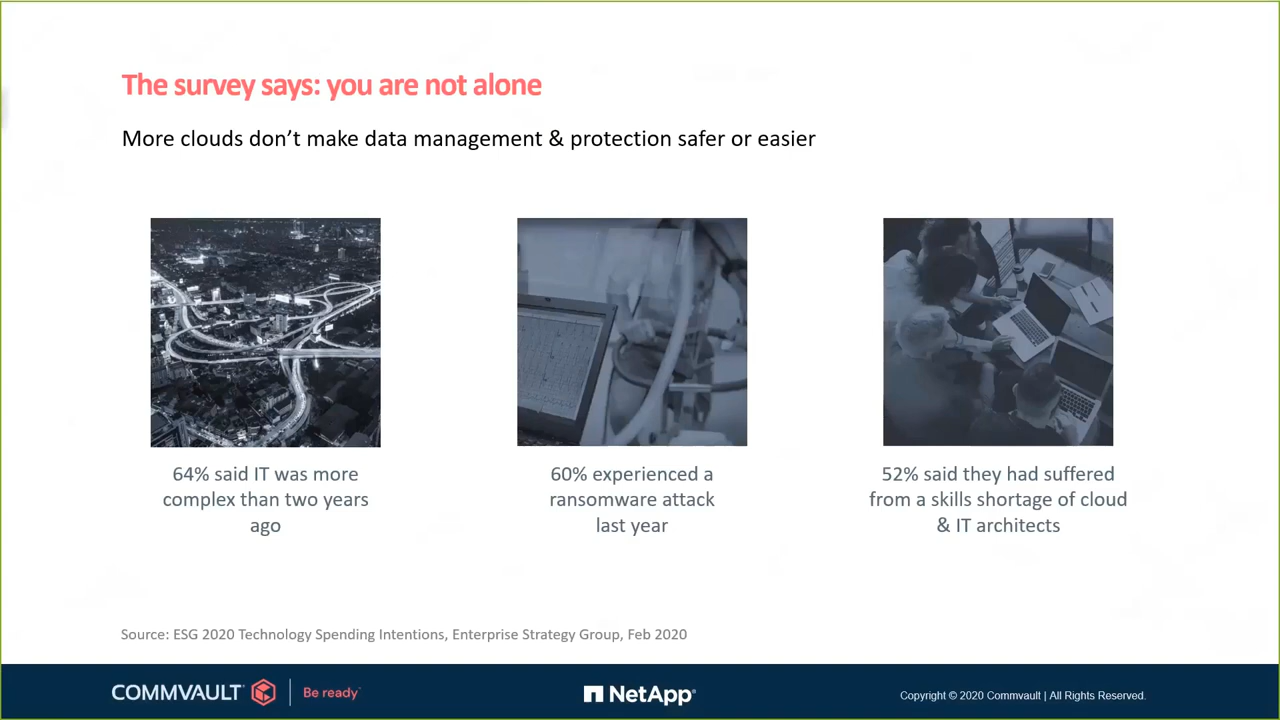 The survey says: you are not alone
More clouds don't make data management & protection safer or easier
64% said IT was more
complex than two years
ago
60% experienced a
ransomware attack
last year
52% said they had suffered
from a skills shortage of cloud
& IT architects
Source: ESG 2020 Technology Spending Intentions, Enterprise Strategy Group, Feb 2020
COMMVAULT
Be ready
NetApp
Copyright © 2020 Commvault | All Rights Reserved.